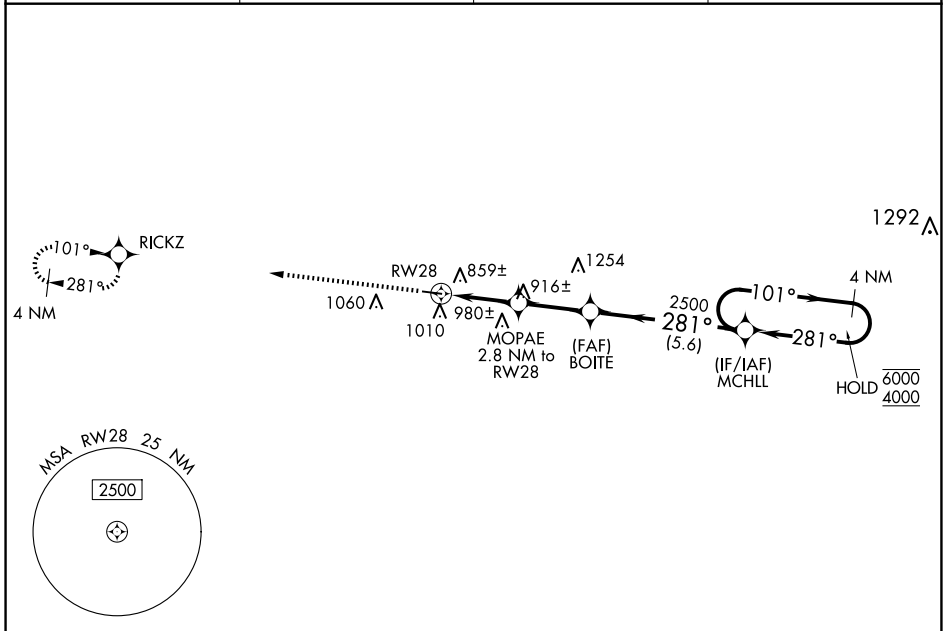 1292
101°
RICKZ
281°
4 NM
RW28
859±
1254
916±
1060
1010
980±
MOPAE
2.8 NM to
RW28
(FAF)
BOITE
2500
281°
(5.6)
(IF/IAF)
MCHLL
101°
4 NM
281°
HOLD
6000
4000
MSA RW28 25 NM
2500